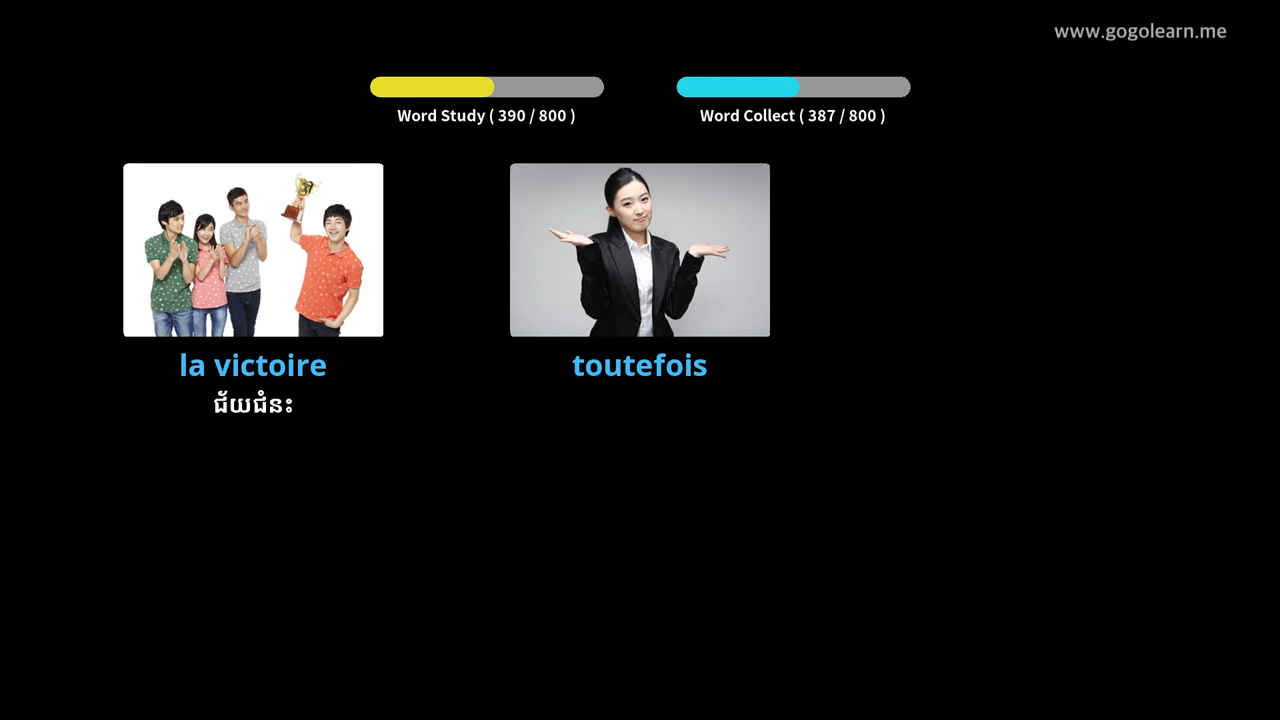 www.gogolearn.me
Word Study ( 390 / 800 )
Word Collect ( 387 / 800 )
la victoire
ជ័យជំនះ
toutefois